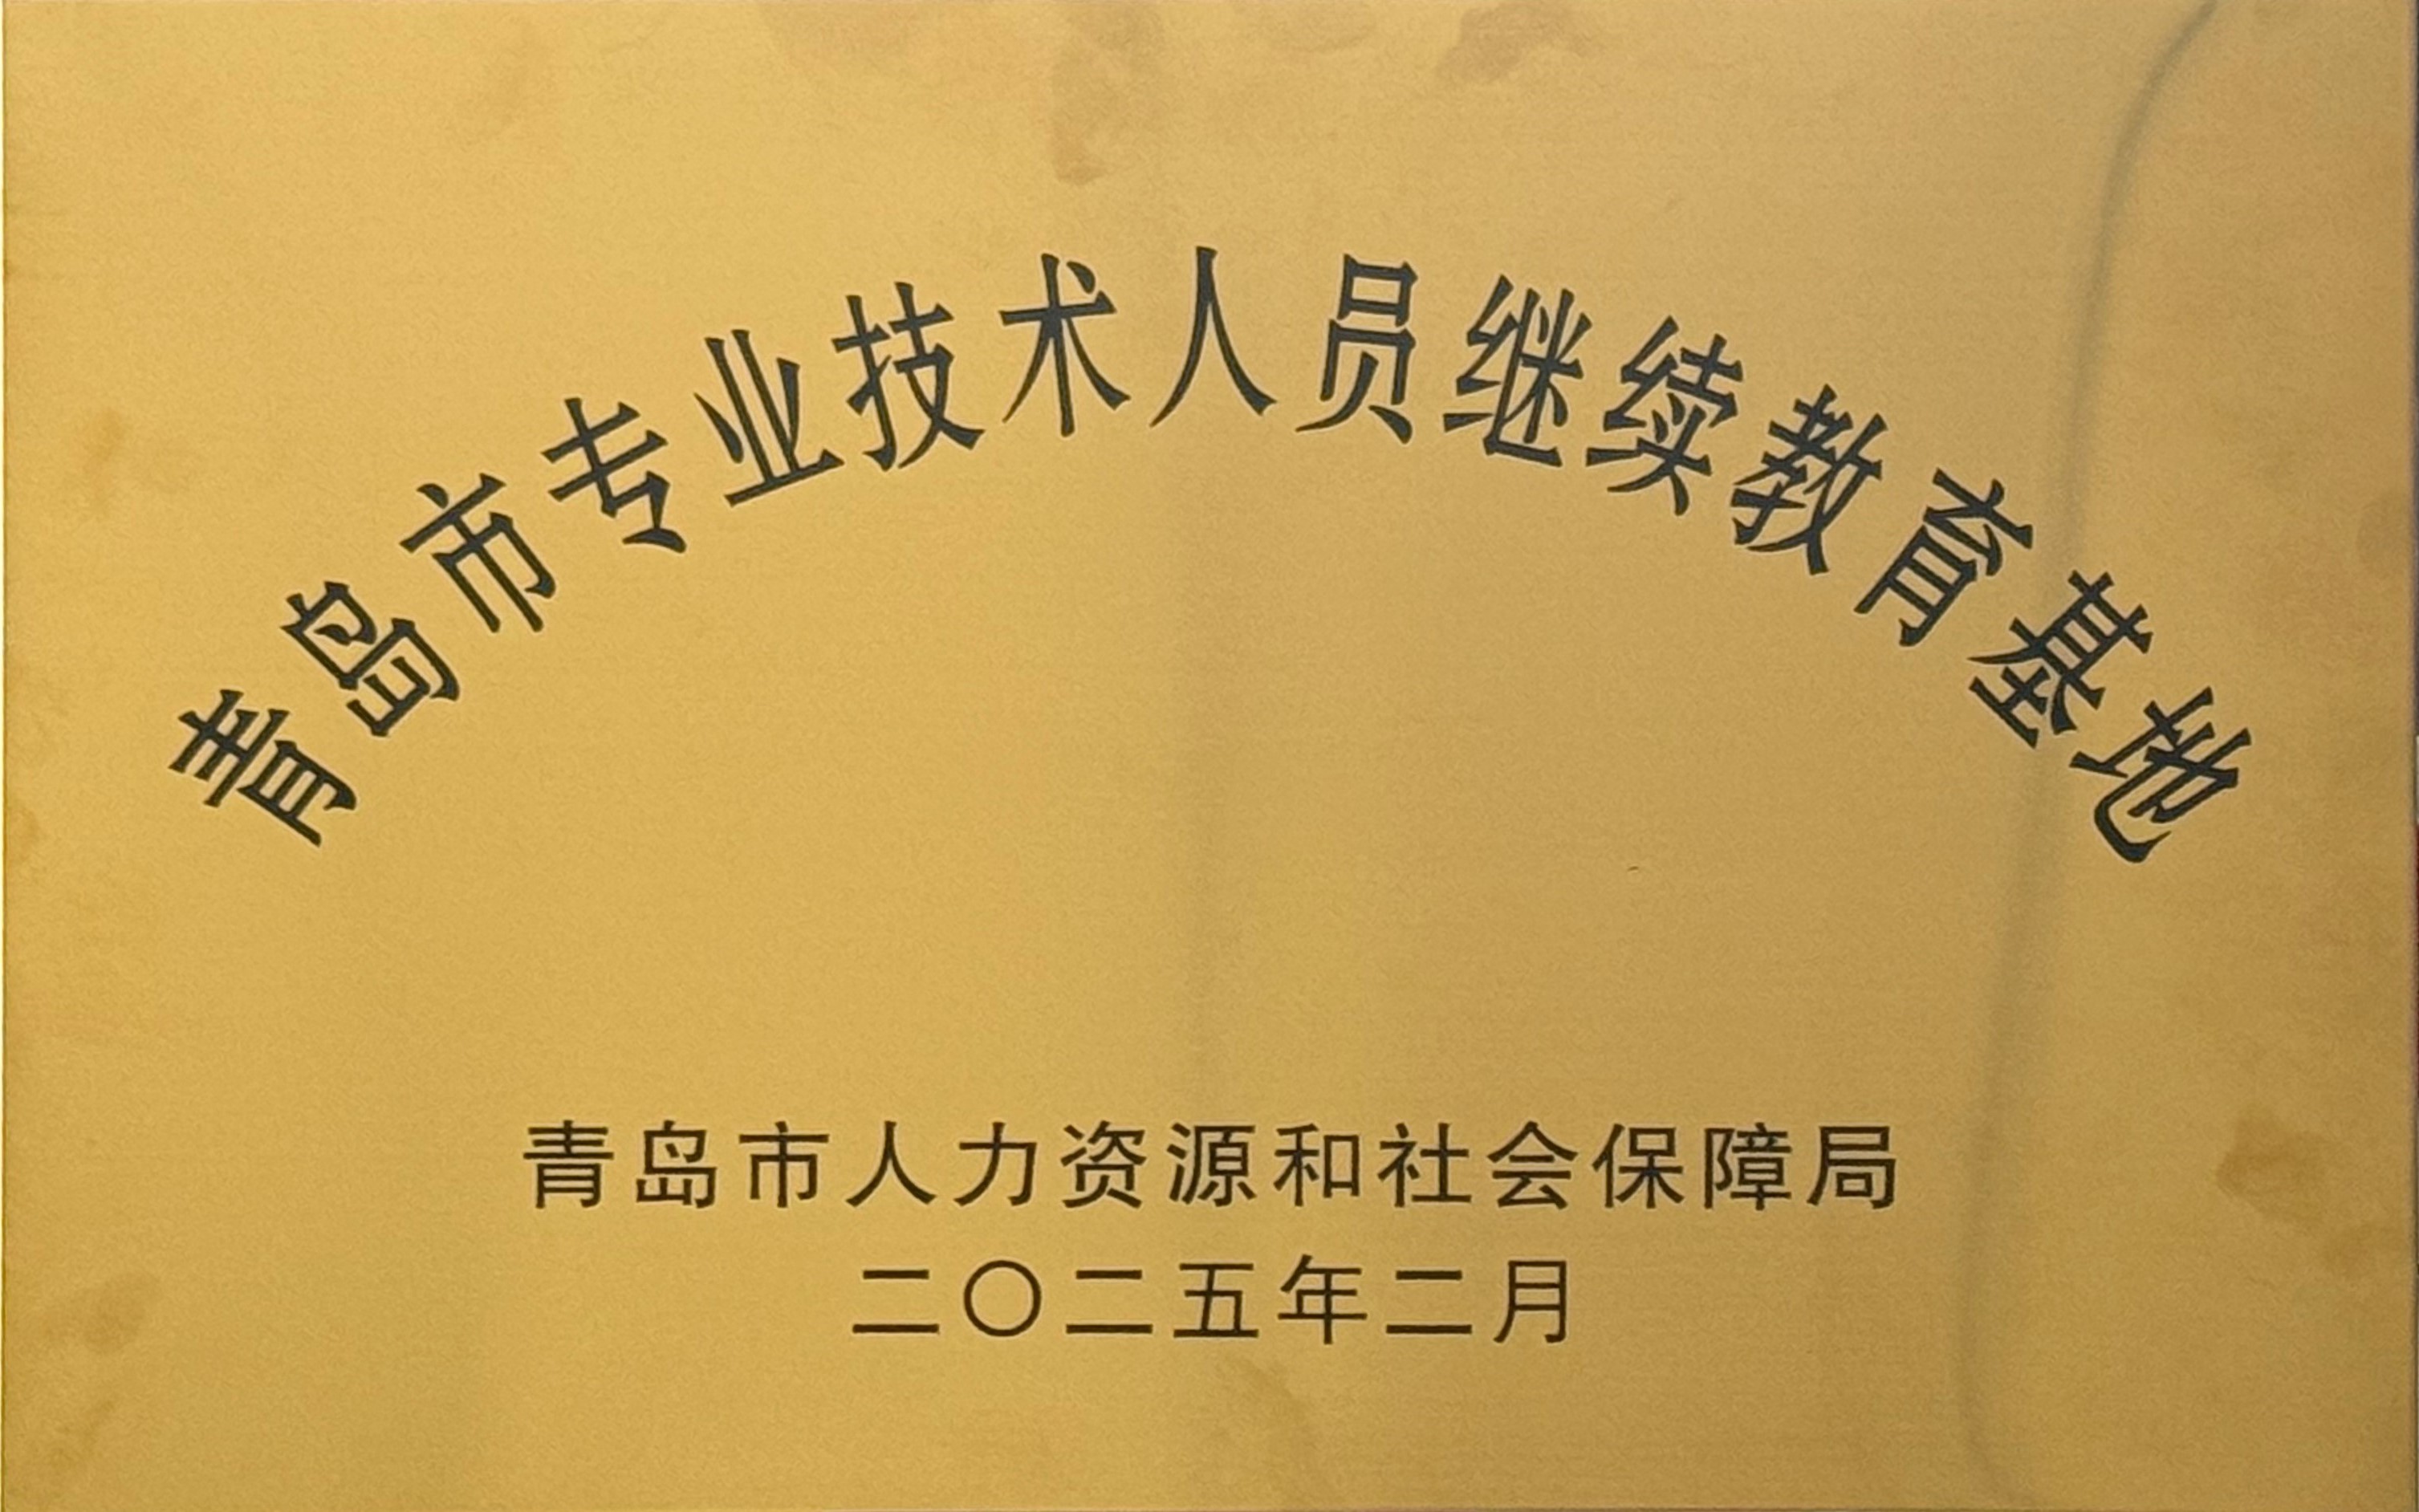 青岛市专业技术人员继续教育基地
青岛市人力资源和社会保障局
二〇二五年二月